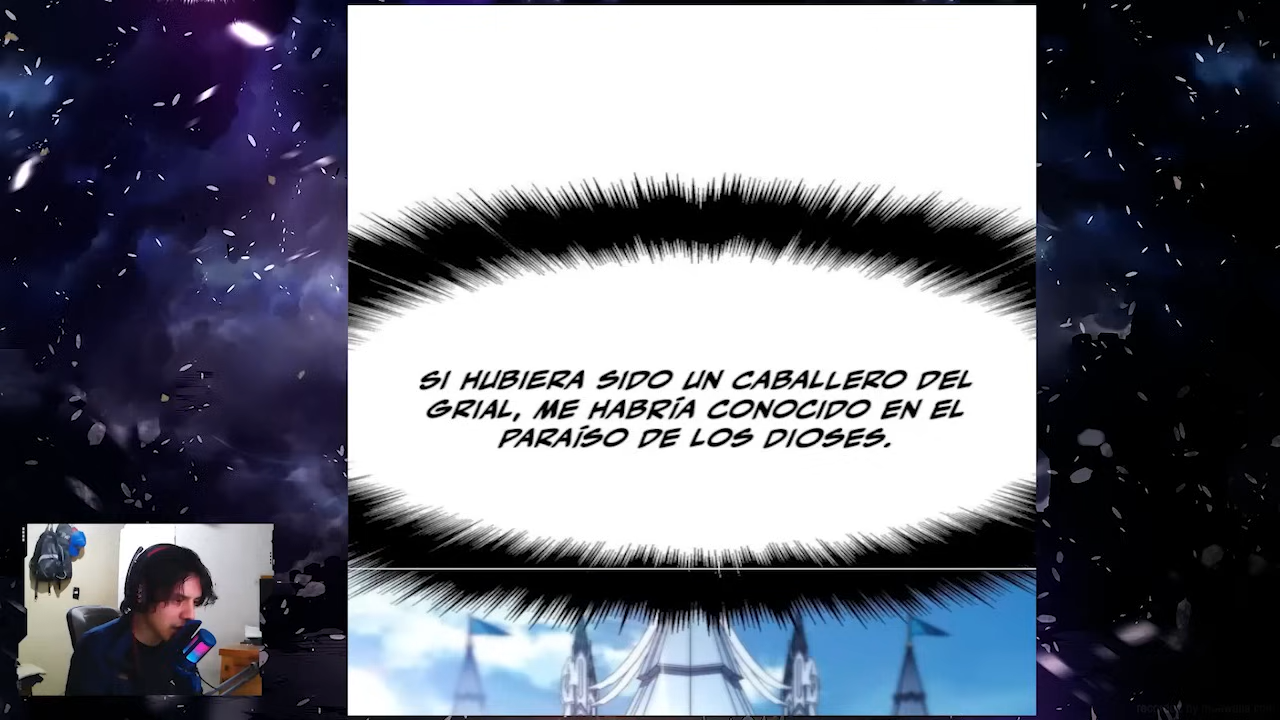 SI HUBIERA SIDO UN CABALLERO DEL
GRIAL, ME HABRÍA CONOCIDO EN EL
PARAÍSO DE LOS DIOSES.